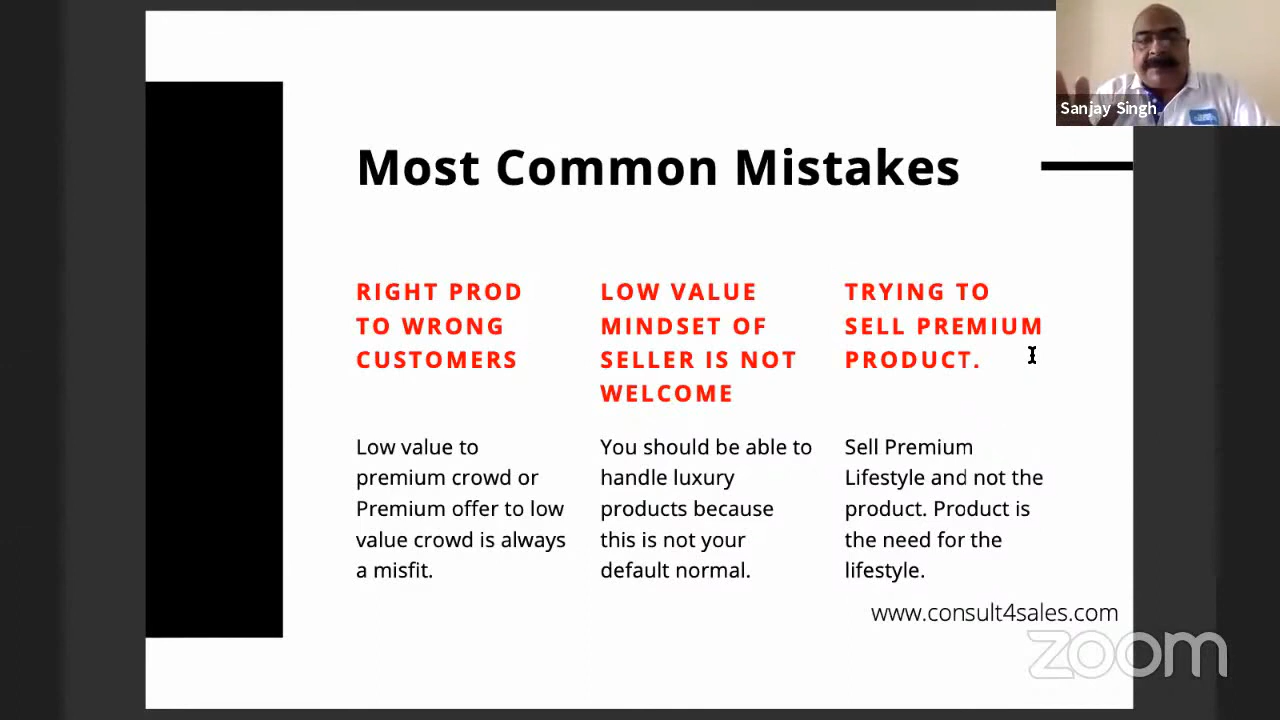 Sanjay Singh
Most Common Mistakes
RIGHT PROD
TO WRONG
CUSTOMERS
LOW VALUE
MINDSET OF
SELLER IS NOT
WELCOME
TRYING TO
SELL PREMIUM
PRODUCT.
Low value to
premium crowd or
Premium offer to low
value crowd is always
a misfit.
You should be able to
handle luxury
products because
this is not your
default normal.
Sell Premium
Lifestyle and not the
product. Product is
the need for the
lifestyle.
www.consult4sales.com
zoom